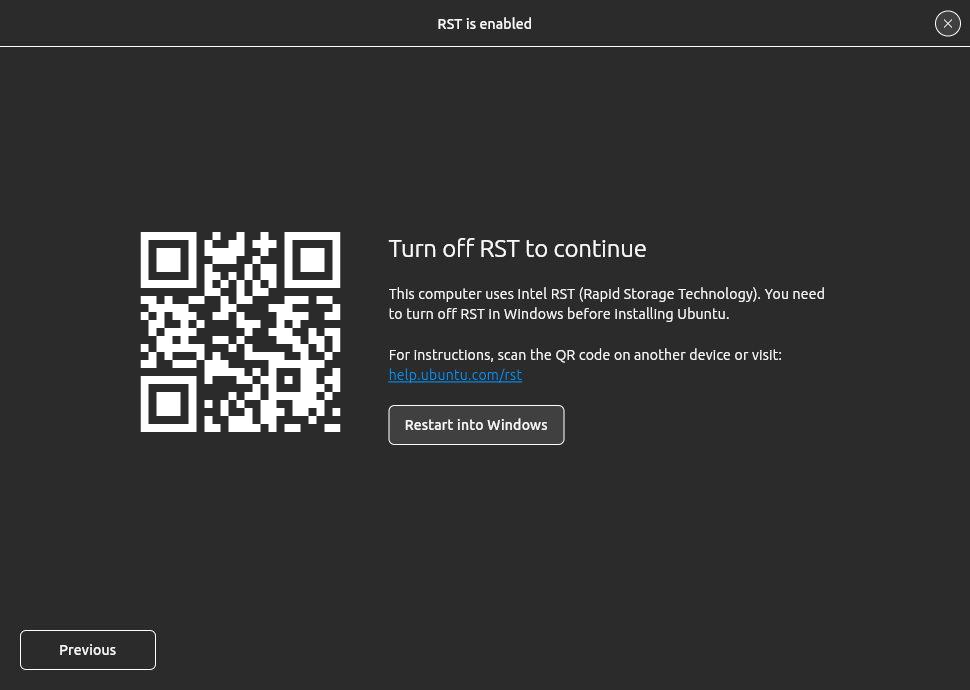 RST is enabled
Turn off RST to continue
This computer uses Intel RST (Rapid Storage Technology). You need
to turn off RST in Windows before installing Ubuntu.
For instructions, scan the QR code on another device or visit:
help.ubuntu.com/rst
Restart into Windows
Previous